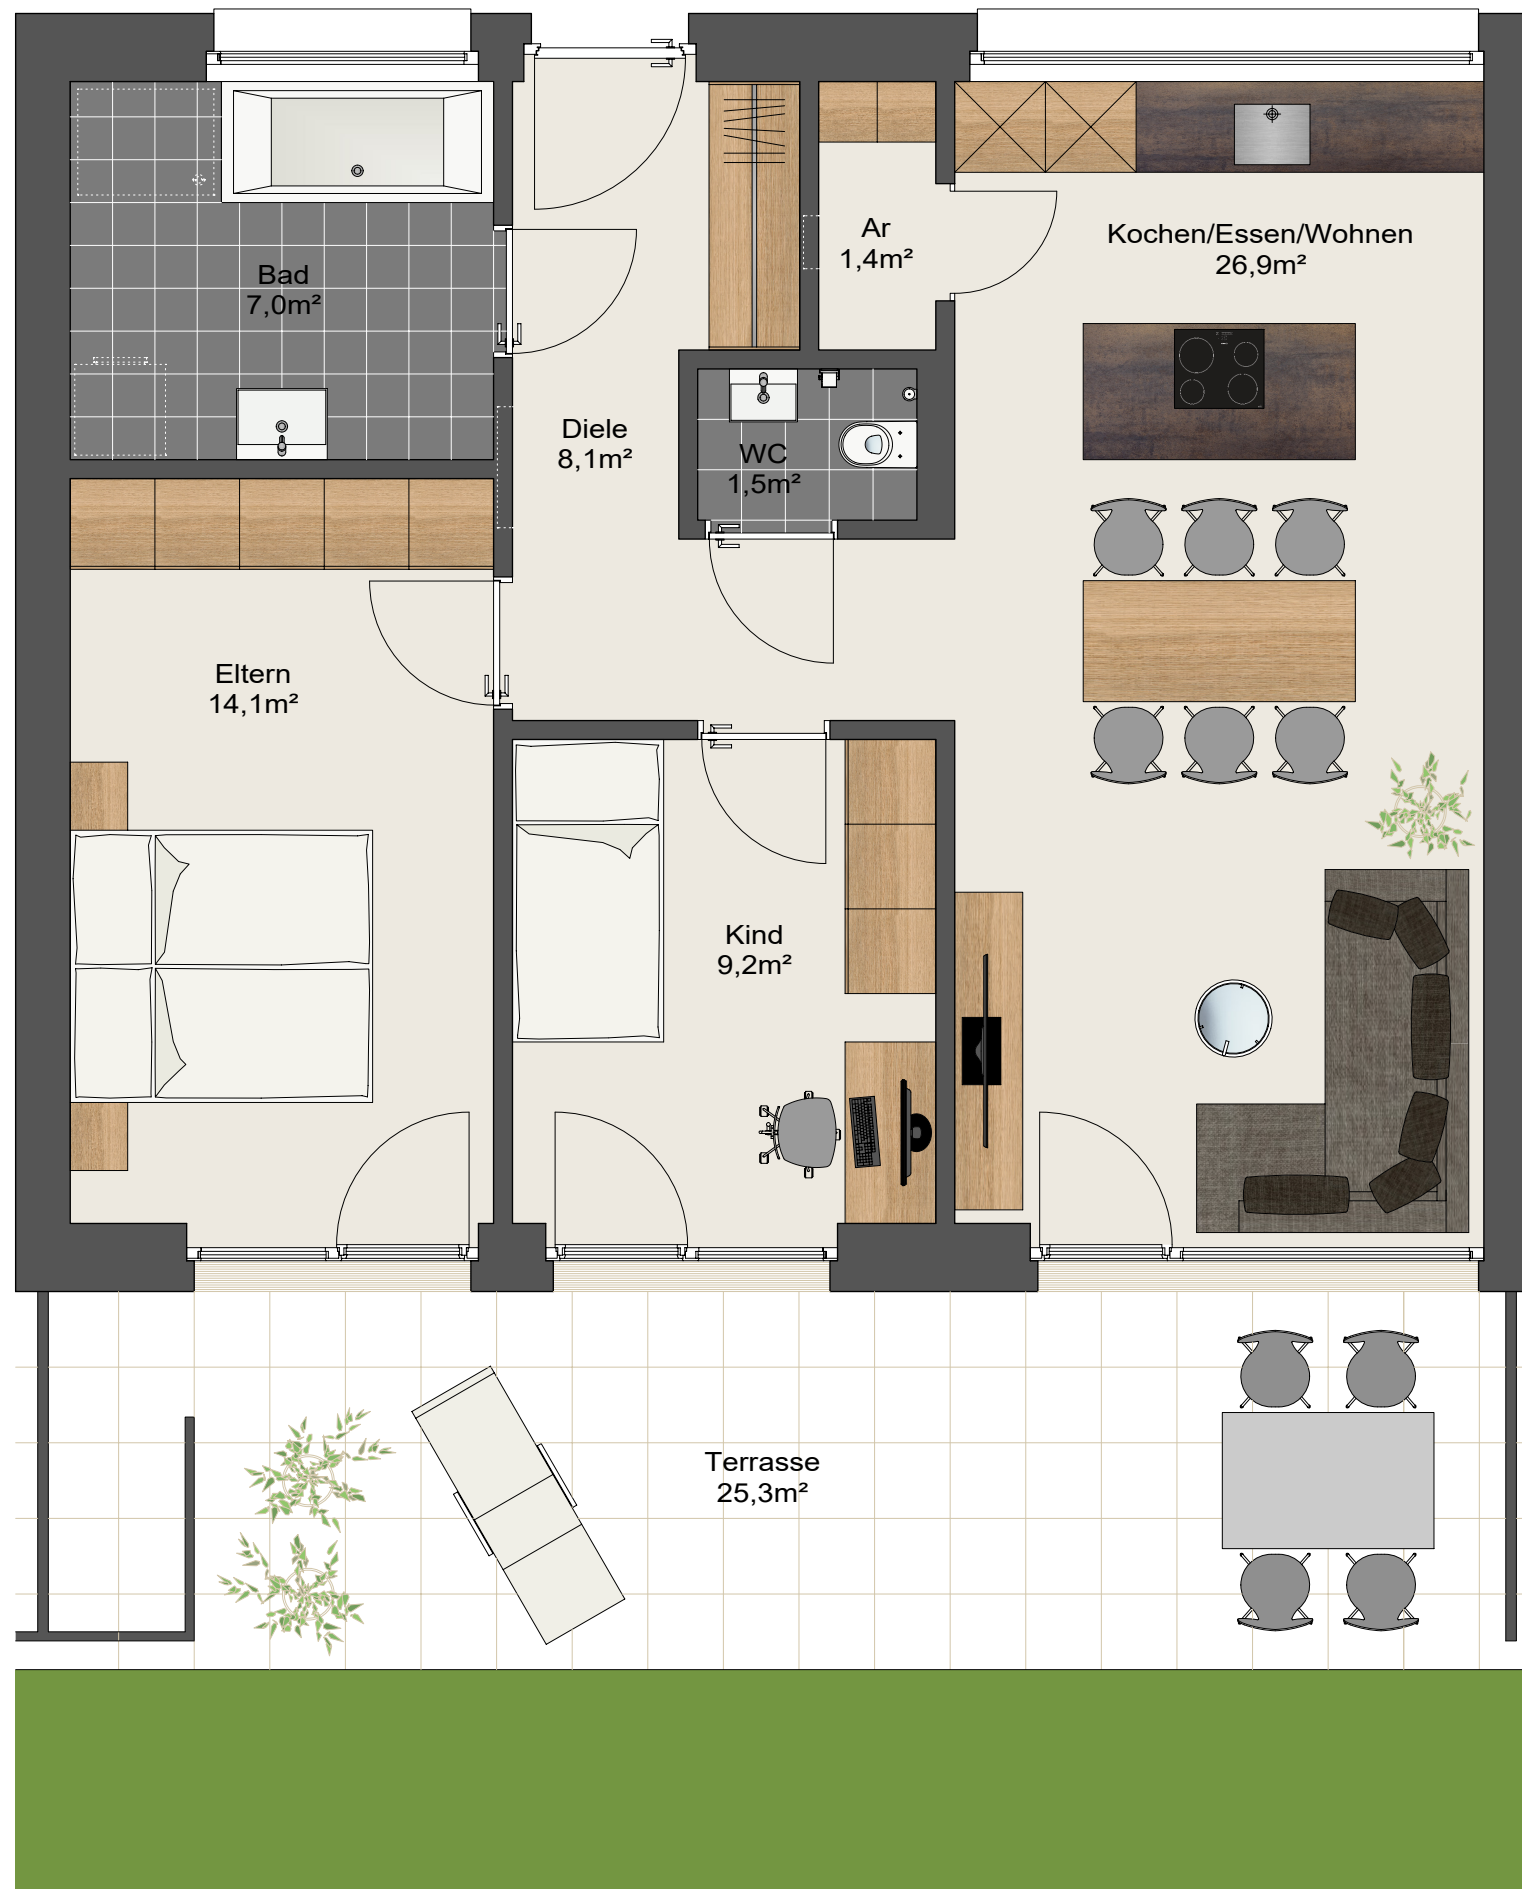 Bad
7,0m²
Ar
1,4m²
Kochen/Essen/Wohnen
26,9m²
Diele
8,1m²
WC
1,5m²
Eltern
14,1m²
Kind
9,2m²
Terrasse
25,3m²